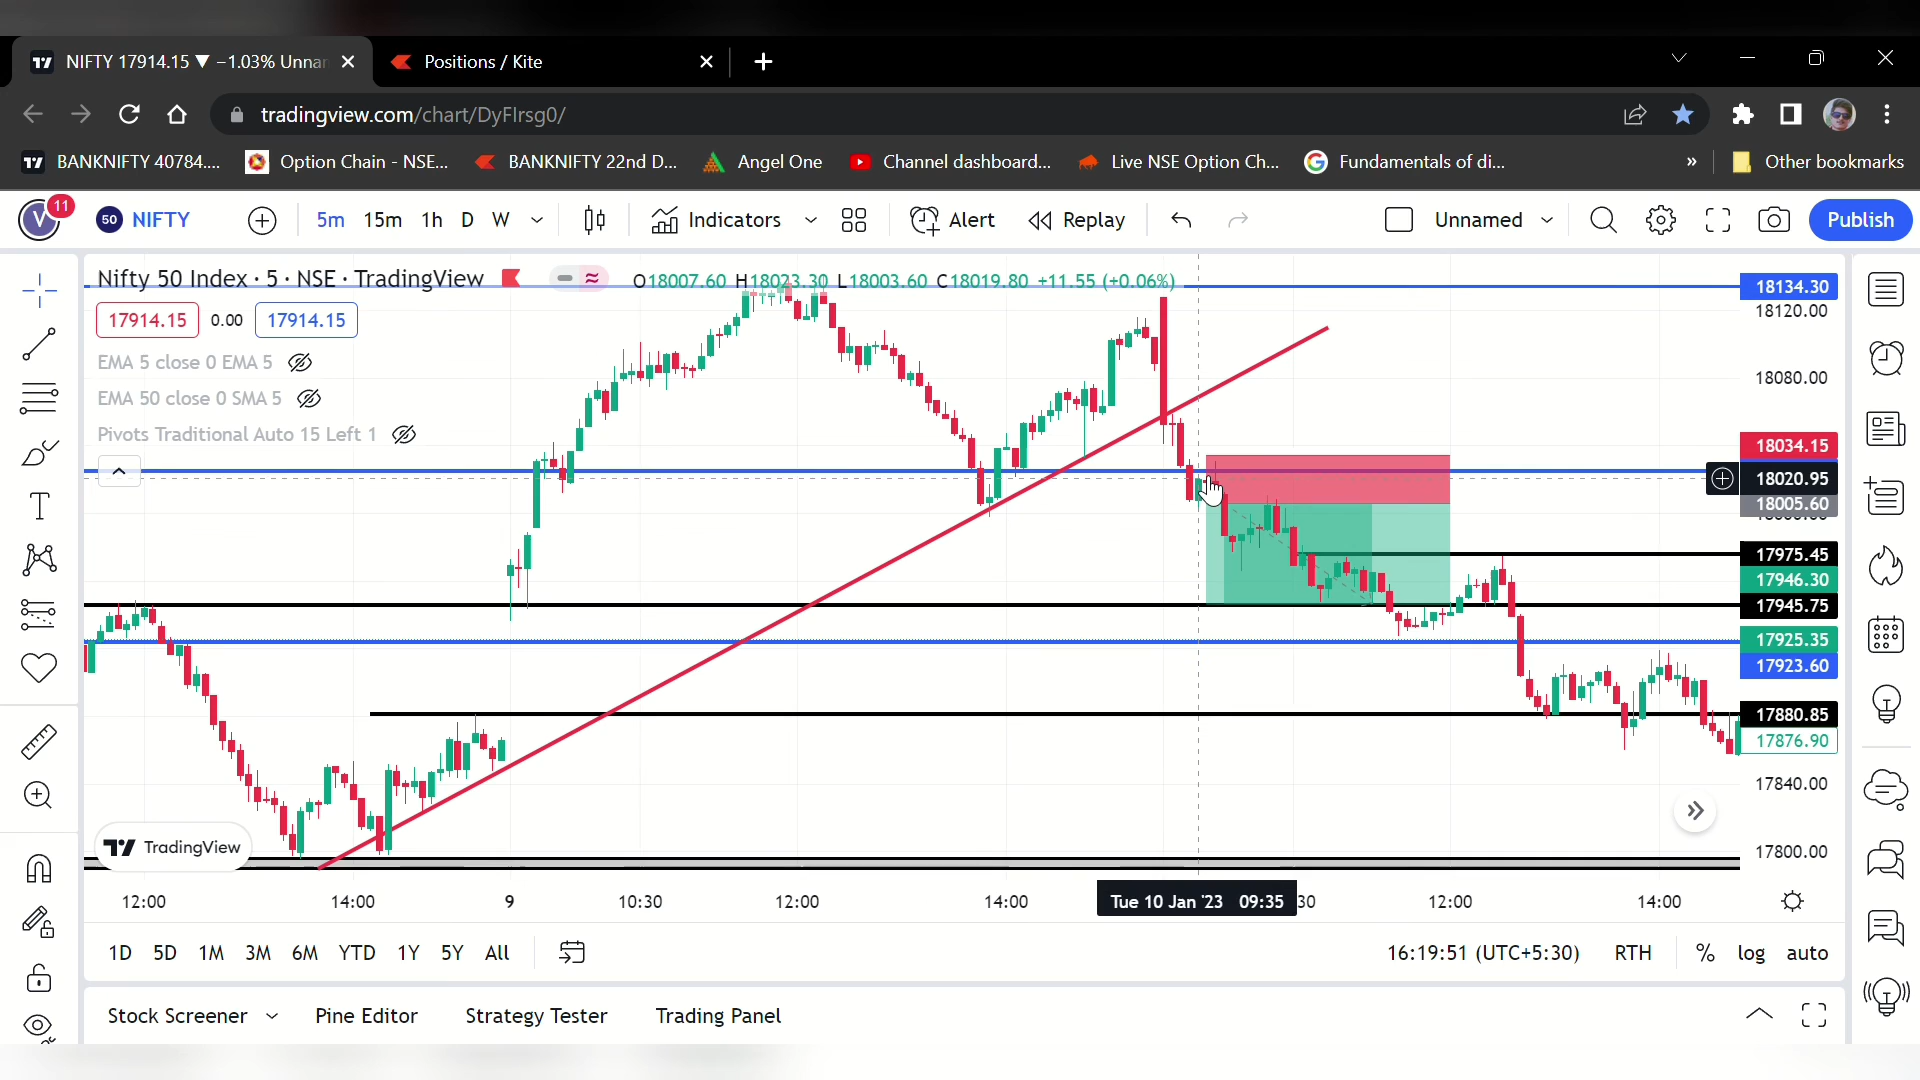 NIFTY 17914.15 ▼ −1.03% Unnar
Positions / Kite
tradingview.com/chart/DyFIrsg0/
BANKNIFTY 40784.... Option Chain - NSE... BANKNIFTY 22nd D... Angel One Channel dashboard... Live NSE Option Ch... Fundamentals of di... » Other bookmarks
V 11 50 NIFTY 5m 15m 1h D W Indicators Alert Replay Unnamed Publish
Nifty 50 Index · 5 · NSE · TradingView O18007.60 H18023.30 L18003.60 C18019.80 +11.55 (+0.06%)
18134.30
18120.00
17914.15 0.00 17914.15
EMA 5 close 0 EMA 5
18080.00
EMA 50 close 0 SMA 5
Pivots Traditional Auto 15 Left 1
18034.15
18020.95
18005.60
17975.45
17946.30
17945.75
17925.35
17923.60
17880.85
17876.90
17840.00
TradingView
17800.00
12:00 14:00 9 10:30 12:00 14:00 Tue 10 Jan '23 09:35 30 12:00 14:00
1D 5D 1M 3M 6M YTD 1Y 5Y All 16:19:51 (UTC+5:30) RTH % log auto
Stock Screener Pine Editor Strategy Tester Trading Panel